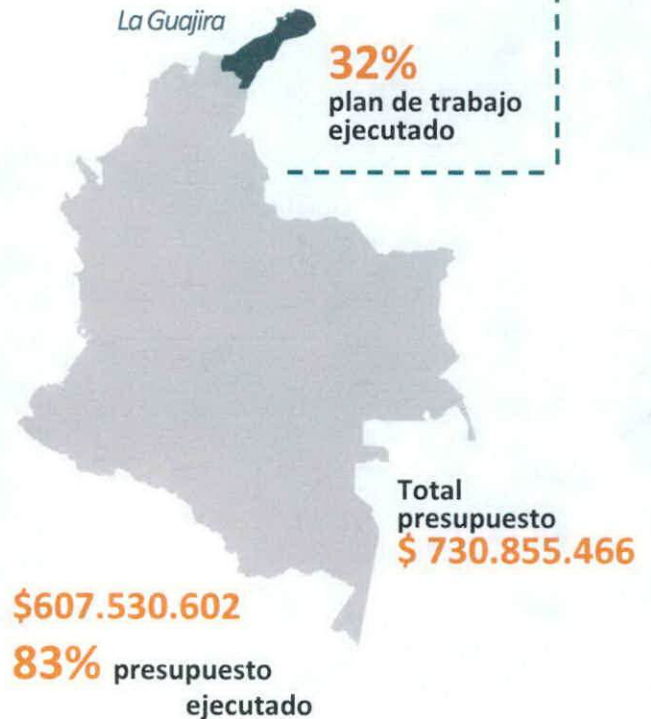 La Guajira
32%
plan de trabajo
ejecutado
Total
presupuesto
$ 730.855.466
$607.530.602
83% presupuesto
ejecutado